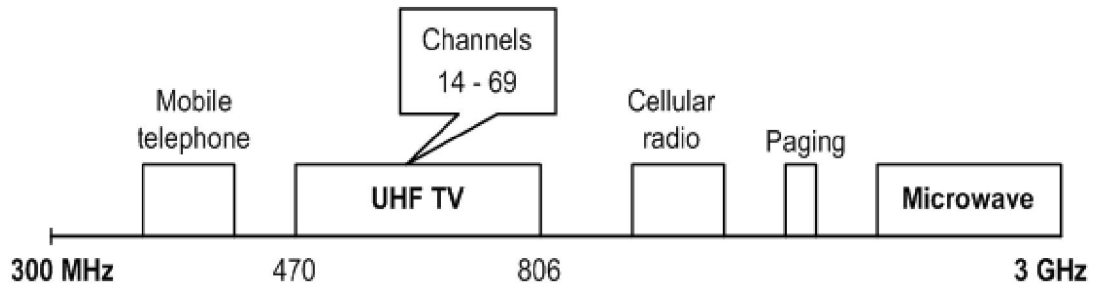 Channels
14 - 69
Mobile
telephone
Cellular
radio
Paging
UHF TV
Microwave
300 MHz
470
806
3 GHz